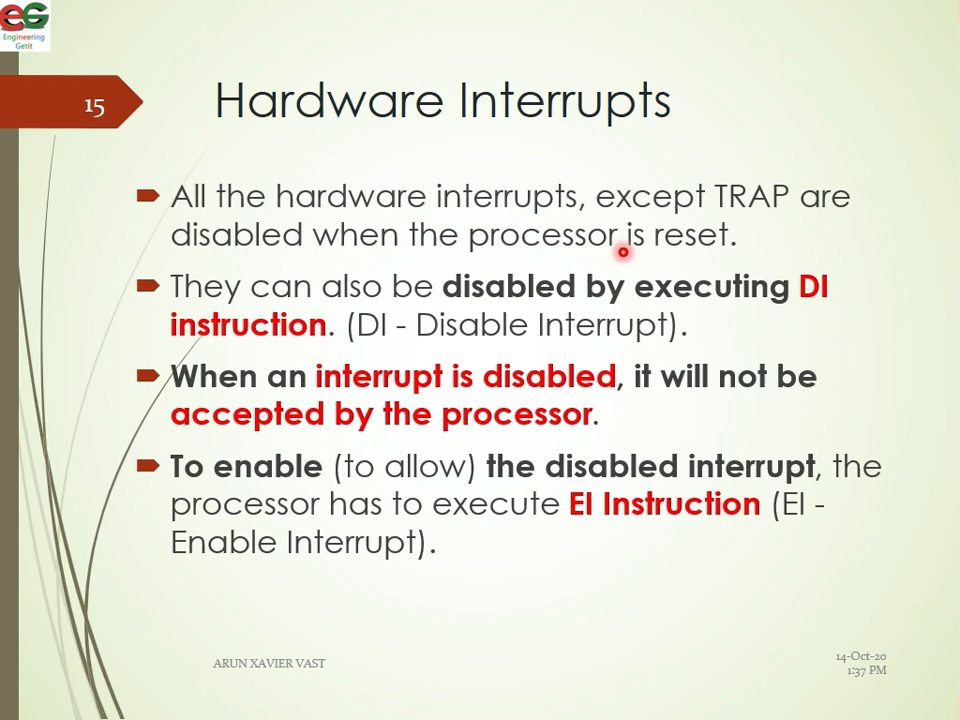 EG
Engineering
Getit
15
Hardware Interrupts
All the hardware interrupts, except TRAP are
disabled when the processor is reset.
They can also be disabled by executing DI
instruction. (DI - Disable Interrupt).
When an interrupt is disabled, it will not be
accepted by the processor.
To enable (to allow) the disabled interrupt, the
processor has to execute EI Instruction (EI -
Enable Interrupt).
ARUN XAVIER VAST
14-Oct-20
1:37 PM